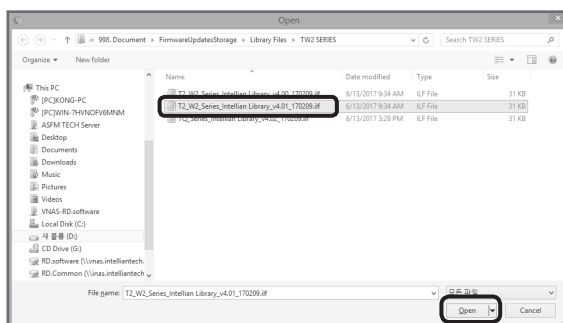 Open
998. Document ▸ FirmwareUpdatesStorage ▸ Library Files ▸ TW2 SERIES
Search TW2 SERIES
Organize
New folder
Name
Date modified
Type
Size
This PC
[PC]KONG-PC
[PC]WIN-7HVNOFV6MNM
ASFM TECH Server
Desktop
Documents
Downloads
Music
Pictures
Videos
VNAS-RD.software
Local Disk (C:)
새 볼륨 (D:)
CD Drive (G:)
RD.software (\\vnas.intelliantech.
RD.Common (\\inas.intelliantech
T2_W2_Series_Intellian Library_v4.00_170209.ilf 6/13/2017 9:34 AM ILF File 31 KB
T2_W2_Series_Intellian Library_v4.01_170209.ilf 6/13/2017 9:34 AM ILF File 31 KB
TQ_Series_Intellian Library_v4.02_170209.ilf 6/13/2017 3:28 PM ILF File 31 KB
File name: T2_W2_Series_Intellian Library_v4.01_170209.ilf
모든 파일
Open
Cancel